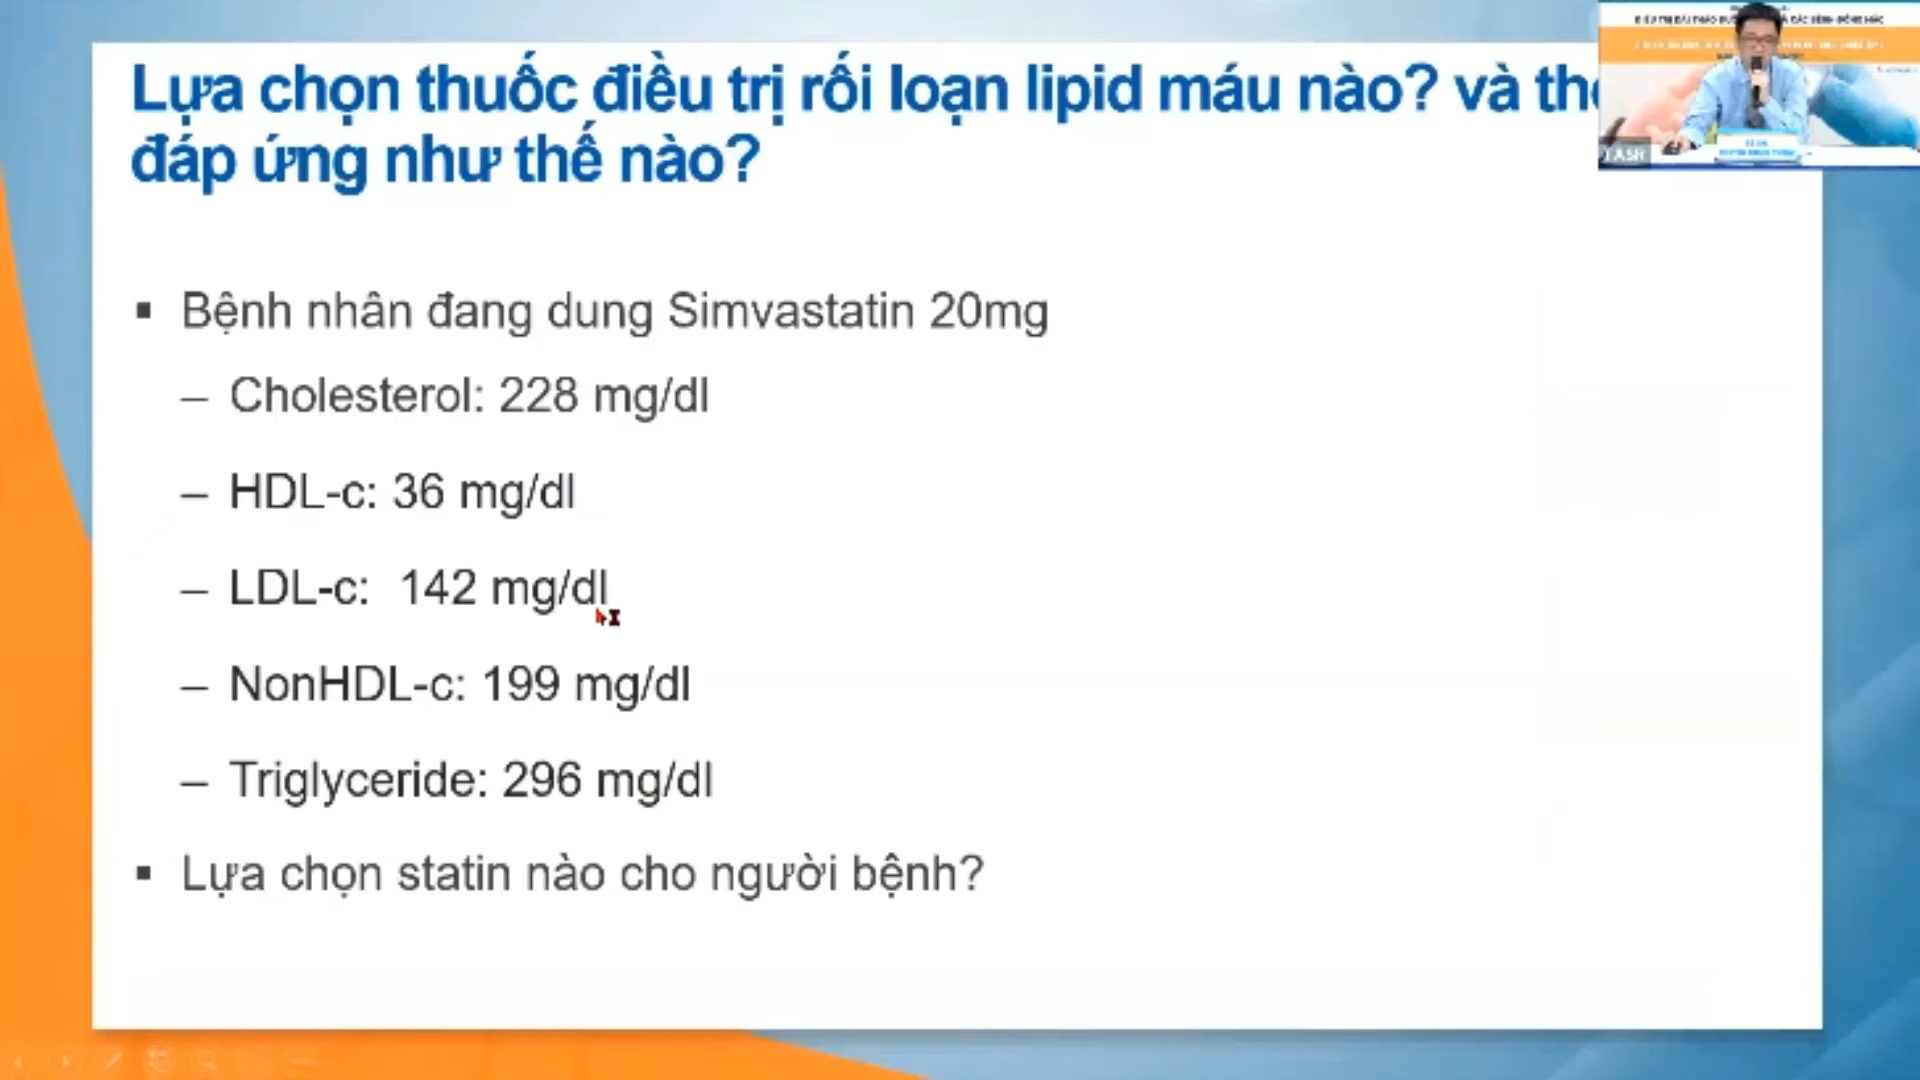 Lựa chọn thuốc điều trị rối loạn lipid máu nào? và
đáp ứng như thế nào?
▪ Bệnh nhân đang dung Simvastatin 20mg
– Cholesterol: 228 mg/dl
– HDL-c: 36 mg/dl
– LDL-c: 142 mg/dl
– NonHDL-c: 199 mg/dl
– Triglyceride: 296 mg/dl
▪ Lựa chọn statin nào cho người bệnh?